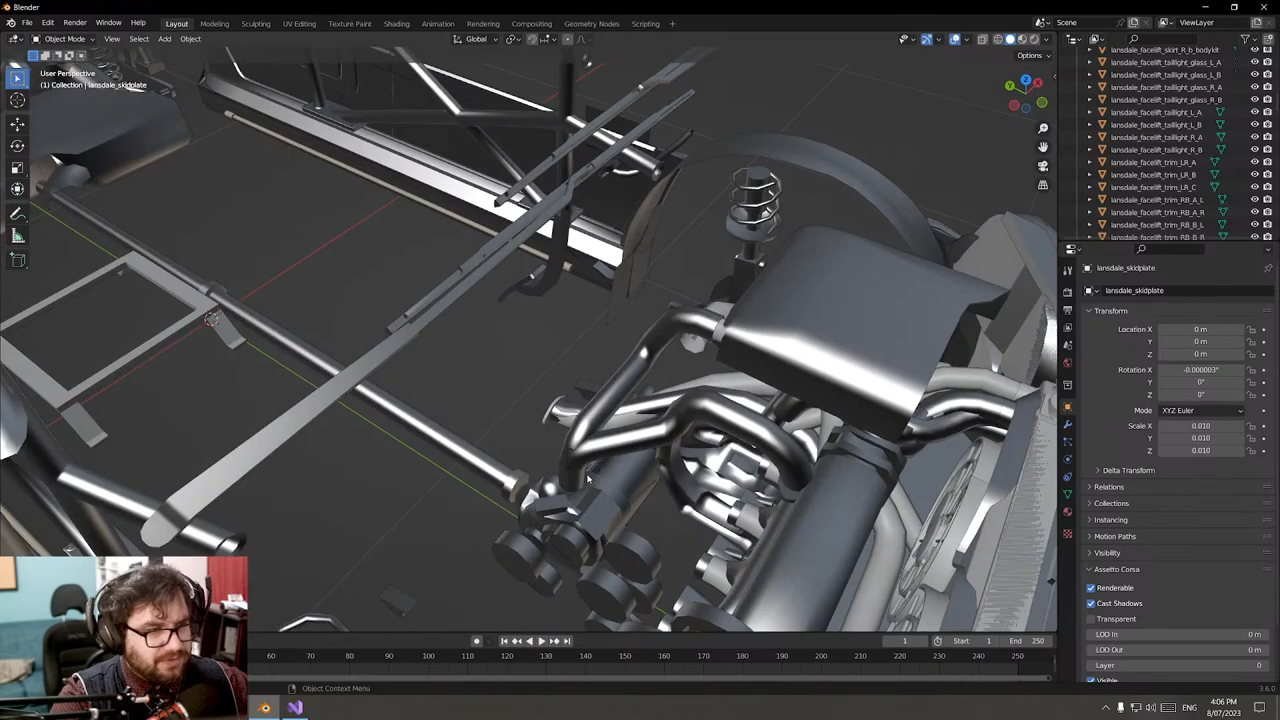 Blender
File Edit Render Window Help Layout Modeling Sculpting UV Editing Texture Paint Shading Animation Rendering Compositing Geometry Nodes Scripting + Scene ViewLayer
Object Mode View Select Add Object Global
Options
User Perspective
(1) Collection | lansdale_skidplate
Z
Y
X
lansdale_facelift_skirt_R_b_bodykit
lansdale_facelift_taillight_glass_L_A
lansdale_facelift_taillight_glass_L_B
lansdale_facelift_taillight_glass_R_A
lansdale_facelift_taillight_glass_R_B
lansdale_facelift_taillight_L_A
lansdale_facelift_taillight_L_B
lansdale_facelift_taillight_R_A
lansdale_facelift_taillight_R_B
lansdale_facelift_trim_LR_A
lansdale_facelift_trim_LR_B
lansdale_facelift_trim_LR_C
lansdale_facelift_trim_RB_A_L
lansdale_facelift_trim_RB_A_R
lansdale_facelift_trim_RB_B_L
lansdale_facelift_trim_RB_B_R
lansdale_skidplate
lansdale_skidplate
Transform
Location X 0 m
Y 0 m
Z 0 m
Rotation X -0.000003°
Y 0°
Z 0°
Mode XYZ Euler
Scale X 0.010
Y 0.010
Z 0.010
Delta Transform
Relations
Collections
Instancing
Motion Paths
Visibility
Assetto Corsa
Renderable
Cast Shadows
Transparent
LOD In 0 m
LOD Out 0 m
Layer 0
Visible
1 Start 1 End 250
60 70 80 90 100 110 120 130 140 150 160 170 180 190 200 210 220 230 240 250
Object Context Menu
3.6.0
ENG
4:06 PM
8/07/2023